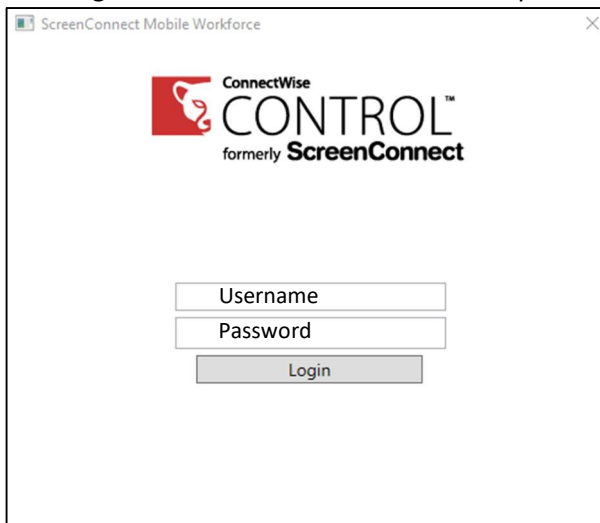 ScreenConnect Mobile Workforce
ConnectWise
CONTROL™
formerly ScreenConnect
Username
Password
Login